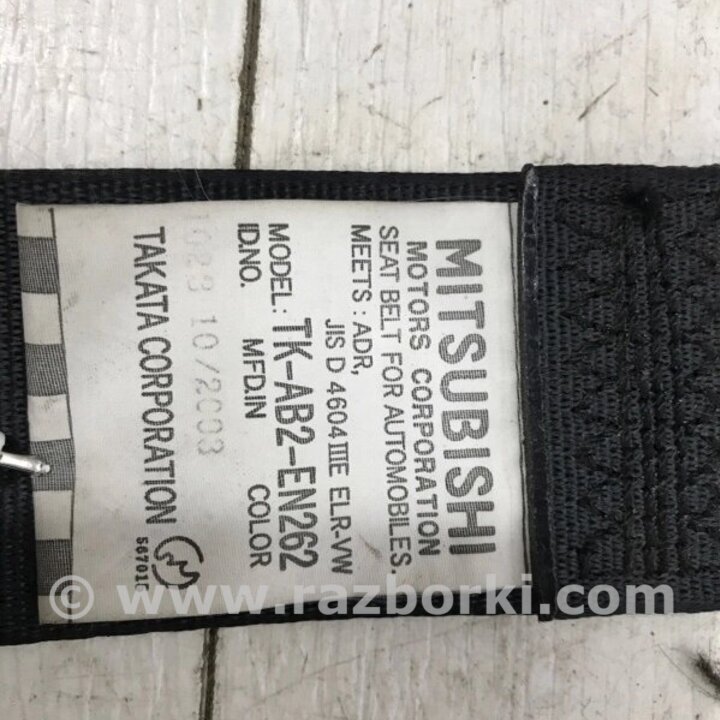 MITSUBISHI
MOTORS CORPORATION
SEAT BELT FOR AUTOMOBILES.
MEETS : ADR,
JIS D 4604 IIIE ELR-VW
MODEL: TK-AB2-EN262
ID.NO. MFD.IN COLOR
10/2003
TAKATA CORPORATION
© www.razborki.com